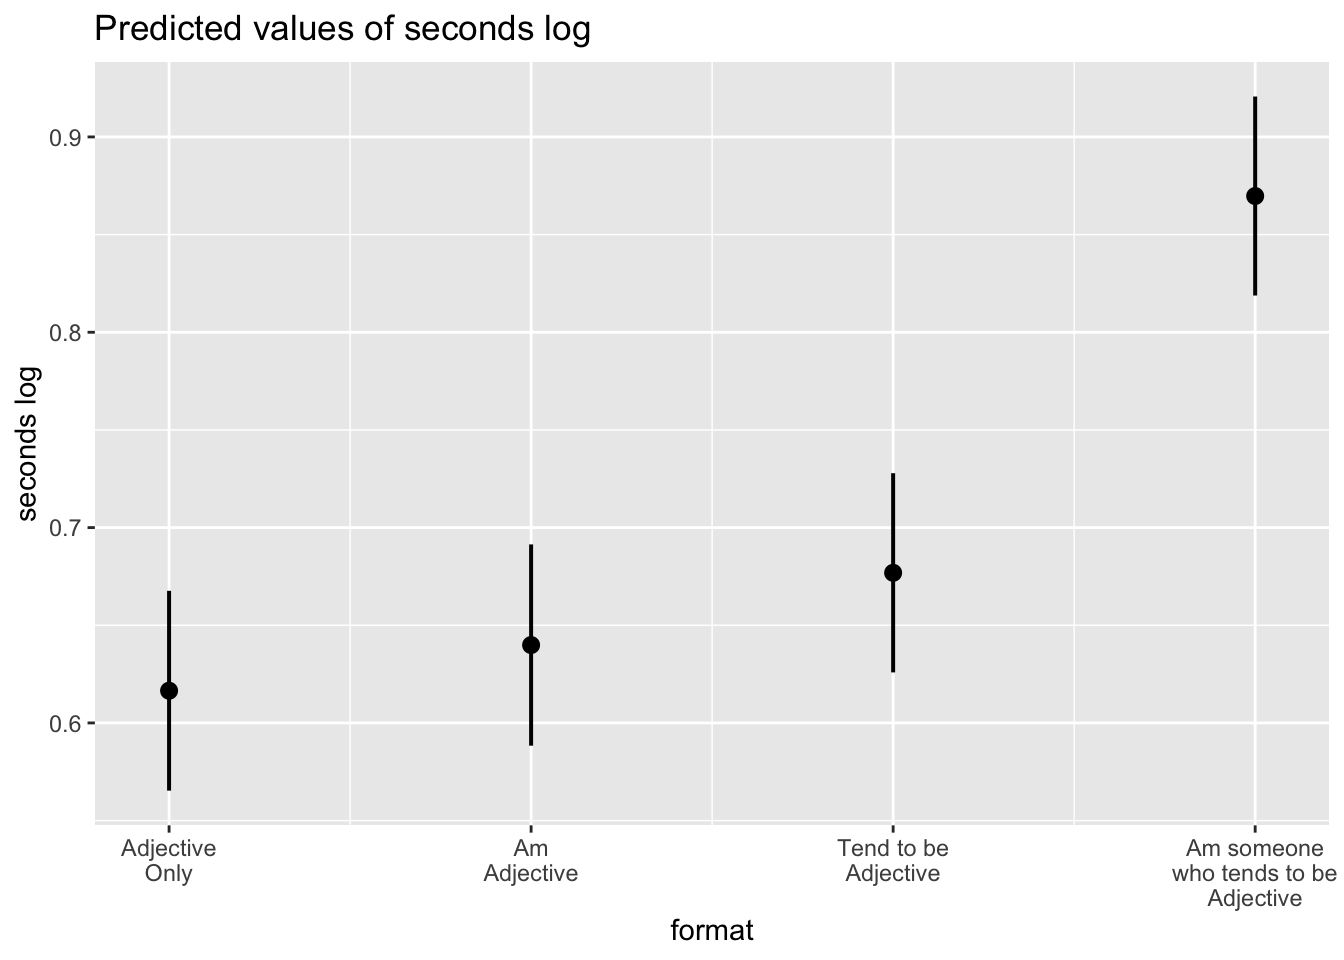 Predicted values of seconds log
seconds log
0.9
0.8
0.7
0.6
Adjective
Only
Am
Adjective
Tend to be
Adjective
Am someone
who tends to be
Adjective
format